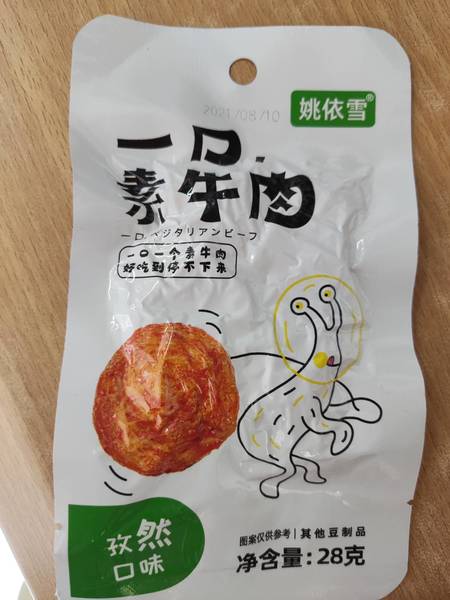 2021/08/10
姚依雪®
一口
素牛肉
一口ベジタリアンビーフ
一口一个素牛肉
好吃到停不下来
孜然
口味
图案仅供参考 | 其他豆制品
净含量:28克